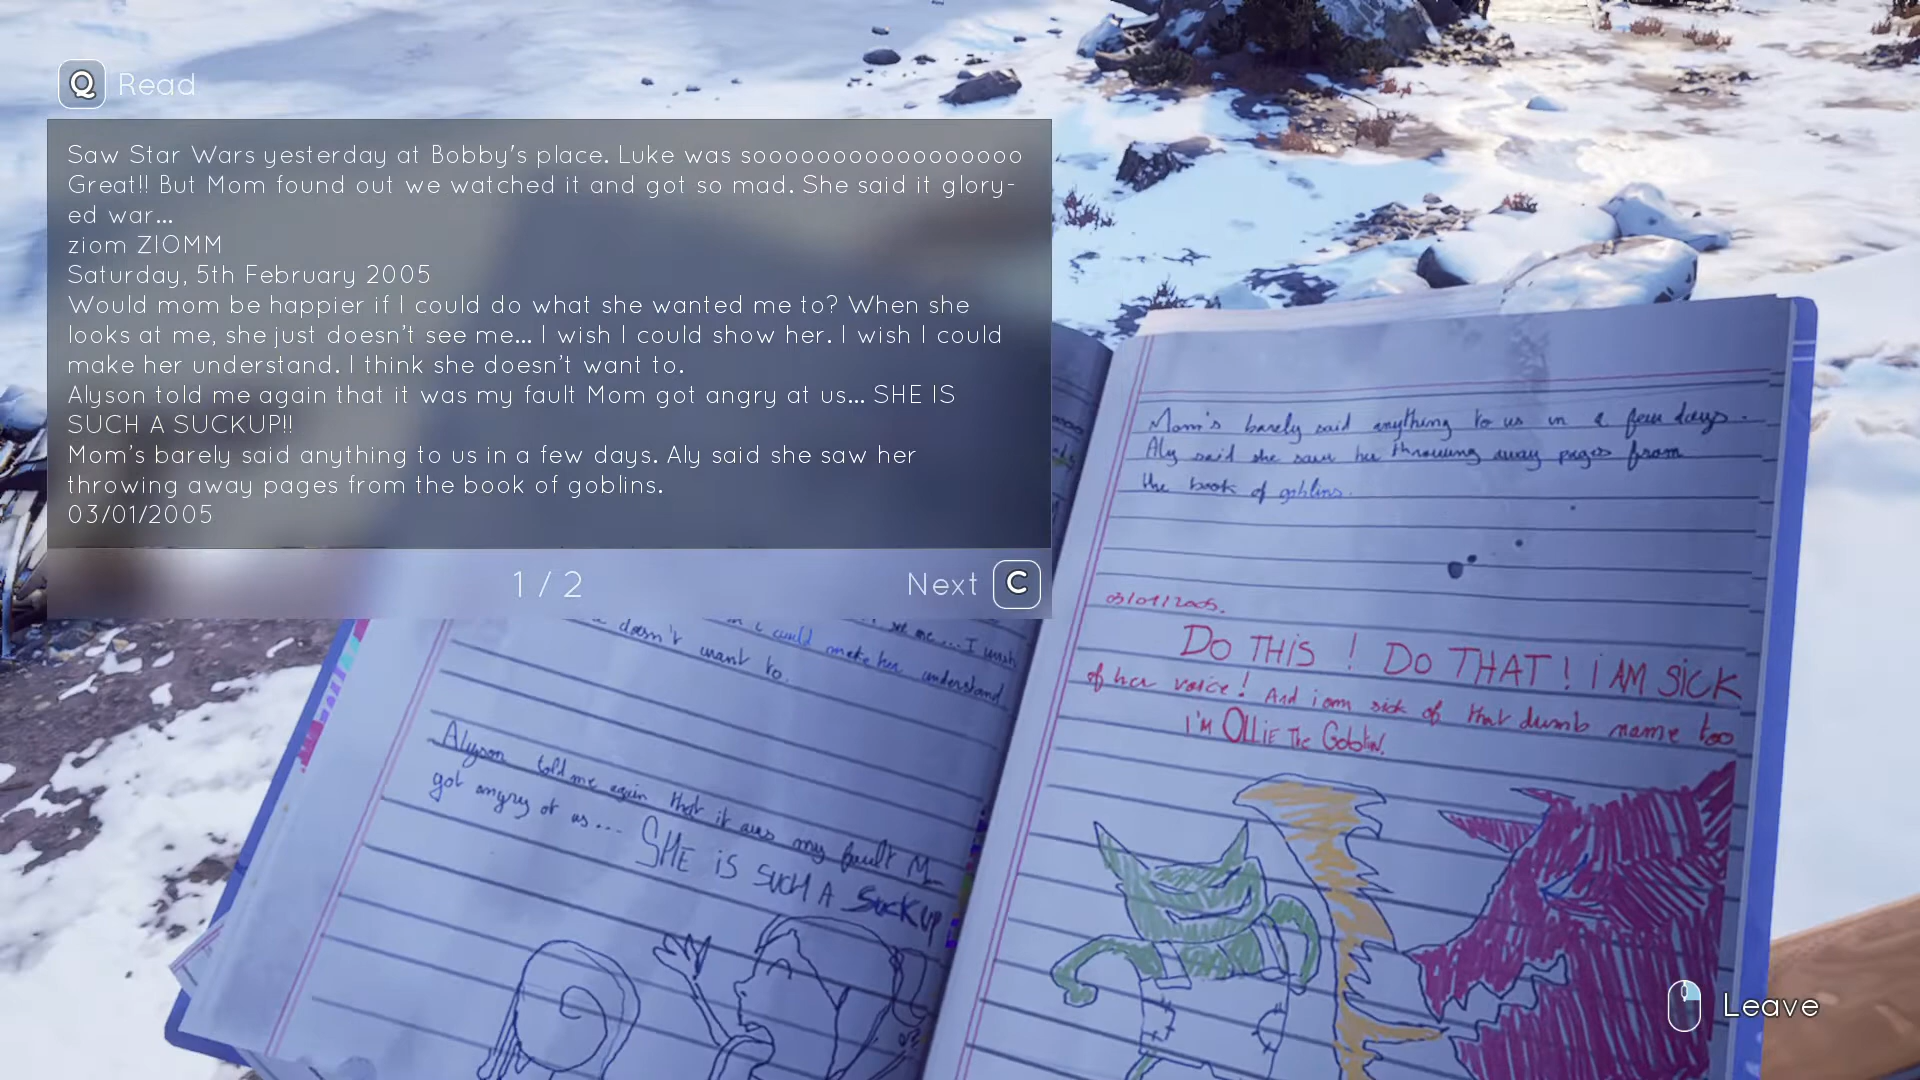 Q Read
Saw Star Wars yesterday at Bobby's place. Luke was sooooooooooooooooo
Great!! But Mom found out we watched it and got so mad. She said it glory-
ed war...
ziom ZIOMM
Saturday, 5th February 2005
Would mom be happier if I could do what she wanted me to? When she
looks at me, she just doesn't see me... I wish I could show her. I wish I could
make her understand. I think she doesn't want to.
Alyson told me again that it was my fault Mom got angry at us... SHE IS
SUCH A SUCKUP!!
Mom's barely said anything to us in a few days. Aly said she saw her
throwing away pages from the book of goblins.
03/01/2005
1 / 2
Next C
me... I wish
I could make her understand
doesn't want to.
Alyson told me again that it was my fault M
got angry at us...
SHE IS SUCH A SUCKUP
Mom's barely said anything to us in a few days.
Aly said she saw her throwing away pages from
the book of goblins.
03/01/2005.
DO THIS! DO THAT! I AM SICK
of her voice! And i am sick of that dumb name too
I'M OLLIE The Goblin!
Leave